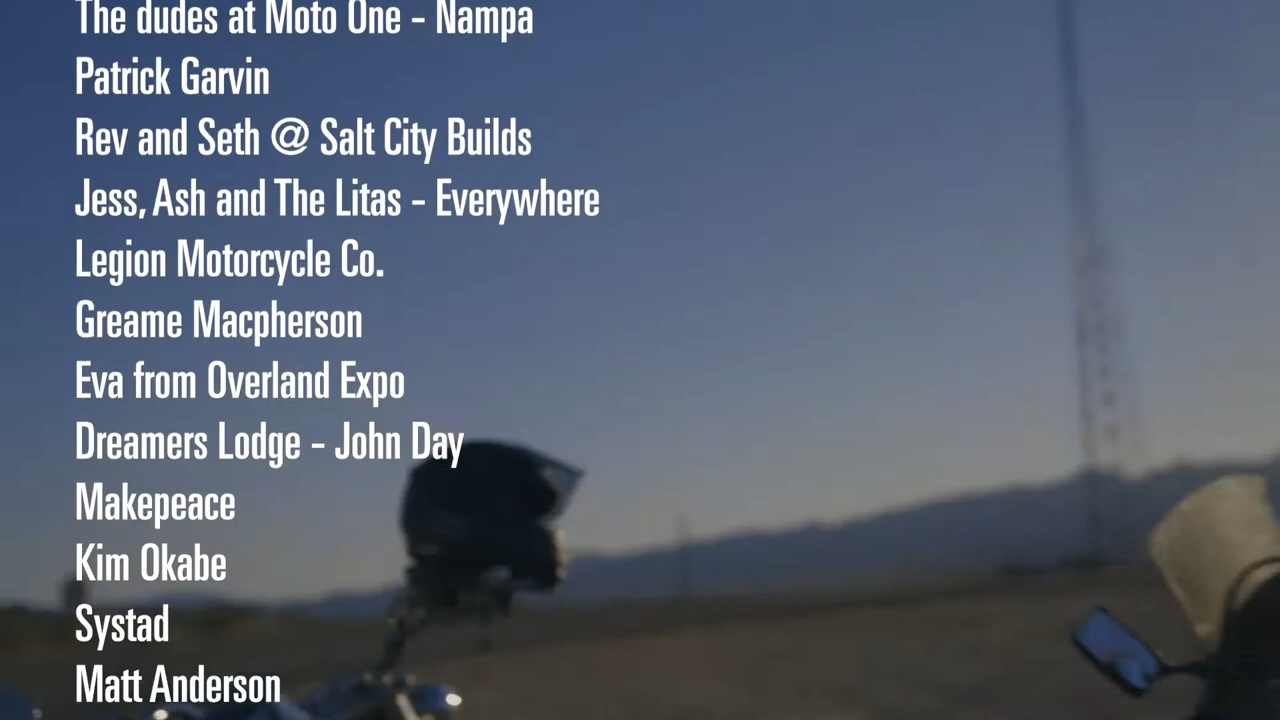 The dudes at Moto One - Nampa
Patrick Garvin
Rev and Seth @ Salt City Builds
Jess, Ash and The Litas - Everywhere
Legion Motorcycle Co.
Greame Macpherson
Eva from Overland Expo
Dreamers Lodge - John Day
Makepeace
Kim Okabe
Systad
Matt Anderson